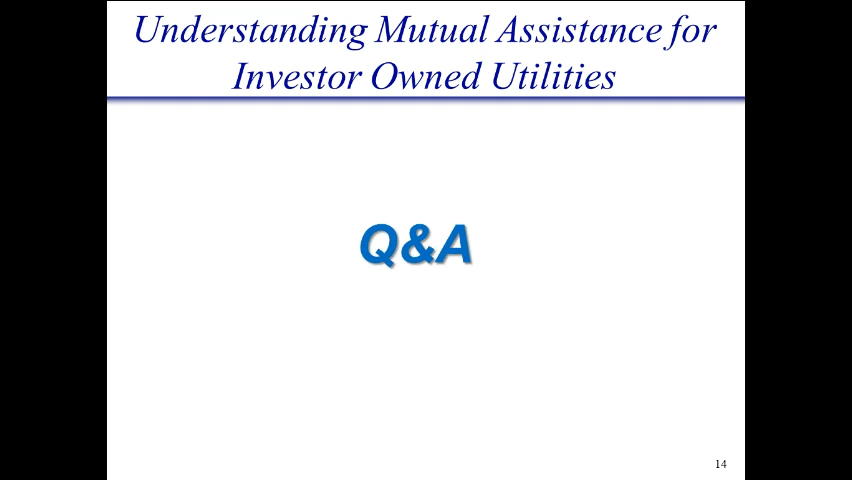 Understanding Mutual Assistance for
Investor Owned Utilities
Q&A
14